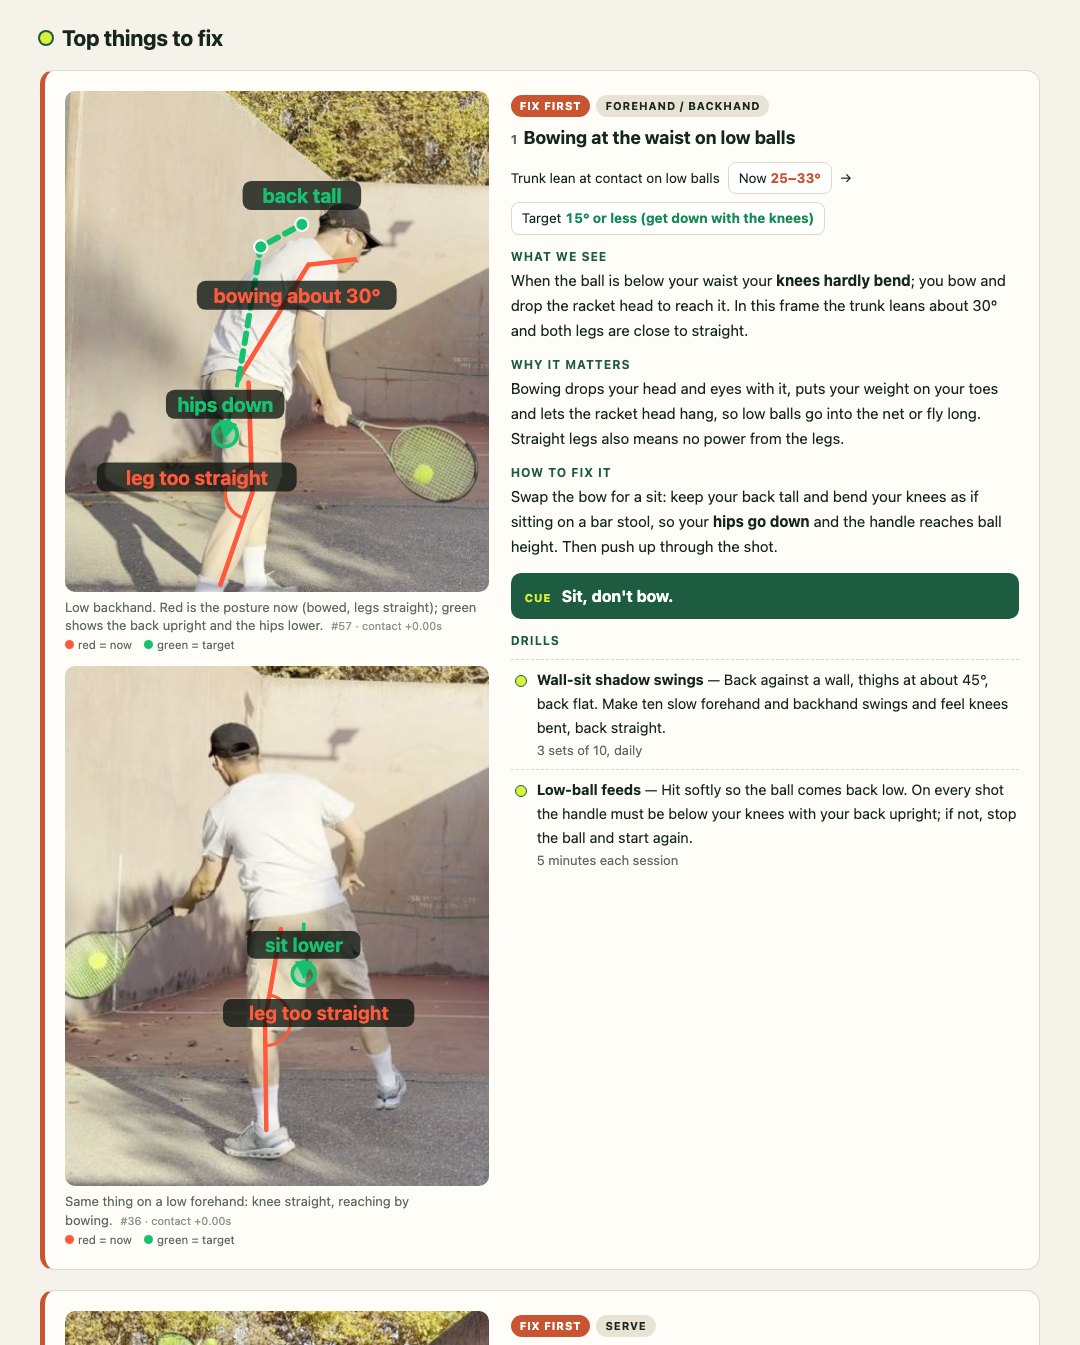 Top things to fix
back tall
bowing about 30°
hips down
leg too straight
Low backhand. Red is the posture now (bowed, legs straight); green
shows the back upright and the hips lower. #57 · contact +0.00s
red = now green = target
sit lower
leg too straight
Same thing on a low forehand: knee straight, reaching by
bowing. #36 · contact +0.00s
red = now green = target
FIX FIRST FOREHAND / BACKHAND
1 Bowing at the waist on low balls
Trunk lean at contact on low balls Now 25–33° →
Target 15° or less (get down with the knees)
WHAT WE SEE
When the ball is below your waist your knees hardly bend; you bow and
drop the racket head to reach it. In this frame the trunk leans about 30°
and both legs are close to straight.
WHY IT MATTERS
Bowing drops your head and eyes with it, puts your weight on your toes
and lets the racket head hang, so low balls go into the net or fly long.
Straight legs also means no power from the legs.
HOW TO FIX IT
Swap the bow for a sit: keep your back tall and bend your knees as if
sitting on a bar stool, so your hips go down and the handle reaches ball
height. Then push up through the shot.
CUE Sit, don't bow.
DRILLS
Wall-sit shadow swings — Back against a wall, thighs at about 45°,
back flat. Make ten slow forehand and backhand swings and feel knees
bent, back straight.
3 sets of 10, daily
Low-ball feeds — Hit softly so the ball comes back low. On every shot
the handle must be below your knees with your back upright; if not, stop
the ball and start again.
5 minutes each session
FIX FIRST SERVE